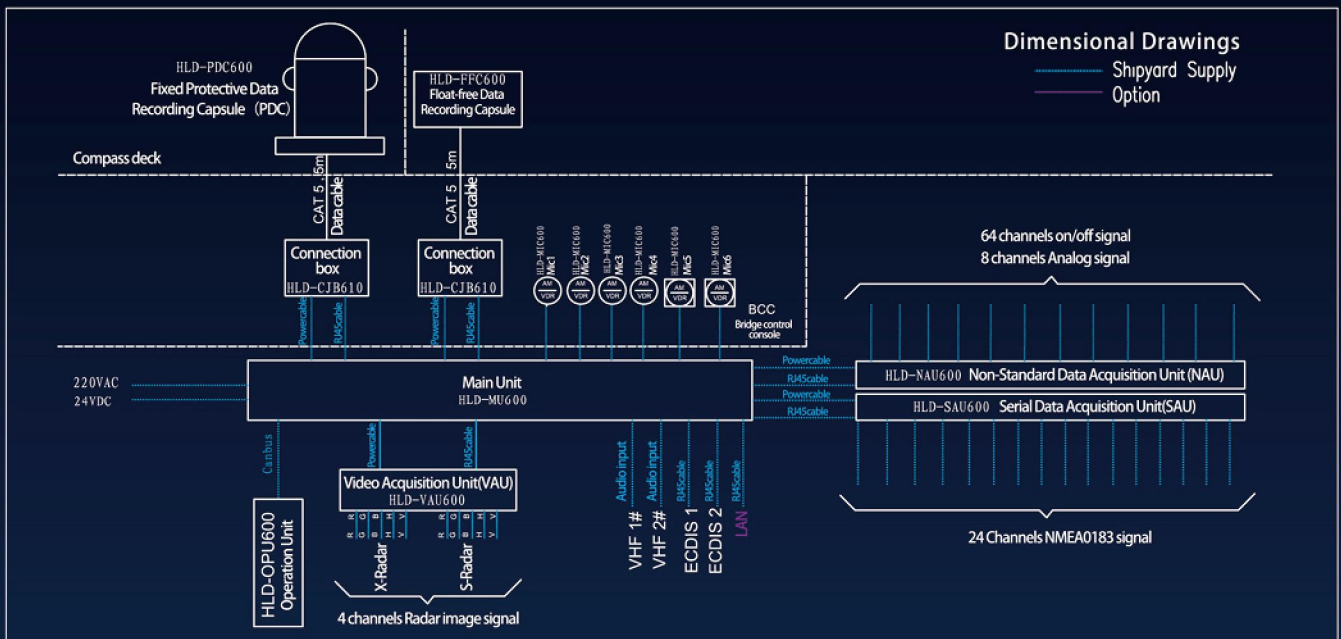 Dimensional Drawings
Shipyard Supply
Option
HLD-PDC600
Fixed Protective Data
Recording Capsule (PDC)
HLD-FFC600
Float-free Data
Recording Capsule
Compass deck
CAT 5, 5m
Data cable
CAT 5, 5m
Data cable
Connection
box
HLD-CJB610
Connection
box
HLD-CJB610
HLD-MIC600
Mic1
HLD-MIC600
Mic2
HLD-MIC600
Mic3
HLD-MIC600
Mic4
HLD-MIC600
Mic5
HLD-MIC600
Mic6
AM
VDR
AM
VDR
AM
VDR
AM
VDR
AM
VDR
AM
VDR
BCC
Bridge control
console
64 channels on/off signal
8 channels Analog signal
Powercable
RJ45cable
Powercable
RJ45cable
220VAC
24VDC
Main Unit
HLD-MU600
Powercable
RJ45cable
Powercable
RJ45cable
HLD-NAU600 Non-Standard Data Acquisition Unit (NAU)
HLD-SAU600 Serial Data Acquisition Unit(SAU)
Canbus
Powercable
RJ45cable
Audio input
Audio input
RJ45cable
RJ45cable
RJ45cable
VHF 1#
VHF 2#
ECDIS 1
ECDIS 2
LAN
Video Acquisition Unit(VAU)
HLD-VAU600
R R
G G
B B
H H
V V
R R
G G
B B
H H
V V
X-Radar
S-Radar
HLD-OPU600
Operation Unit
4 channels Radar image signal
24 Channels NMEA0183 signal